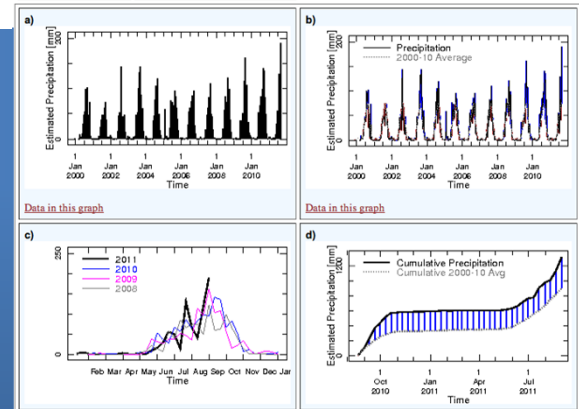 a)
Estimated Precipitation [mm]
200
0
1 1 1 1 1 1
Jan Jan Jan Jan Jan Jan
2000 2002 2004 2006 2008 2010
Time
Data in this graph
b)
Estimated Precipitation [mm]
200
0
Precipitation
2000-10 Average
1 1 1 1 1 1
Jan Jan Jan Jan Jan Jan
2000 2002 2004 2006 2008 2010
Time
Data in this graph
c)
Estimated Precipitation [mm]
250
0
2011
2010
2009
2008
Feb Mar Apr May Jun Jul Aug Sep Oct Nov Dec Jan
Time
d)
Estimated Precipitation [mm]
1200
0
Cumulative Precipitation
Cumulative 2000-10 Avg
1 1 1 1
Oct Jan Apr Jul
2010 2011 2011 2011
Time